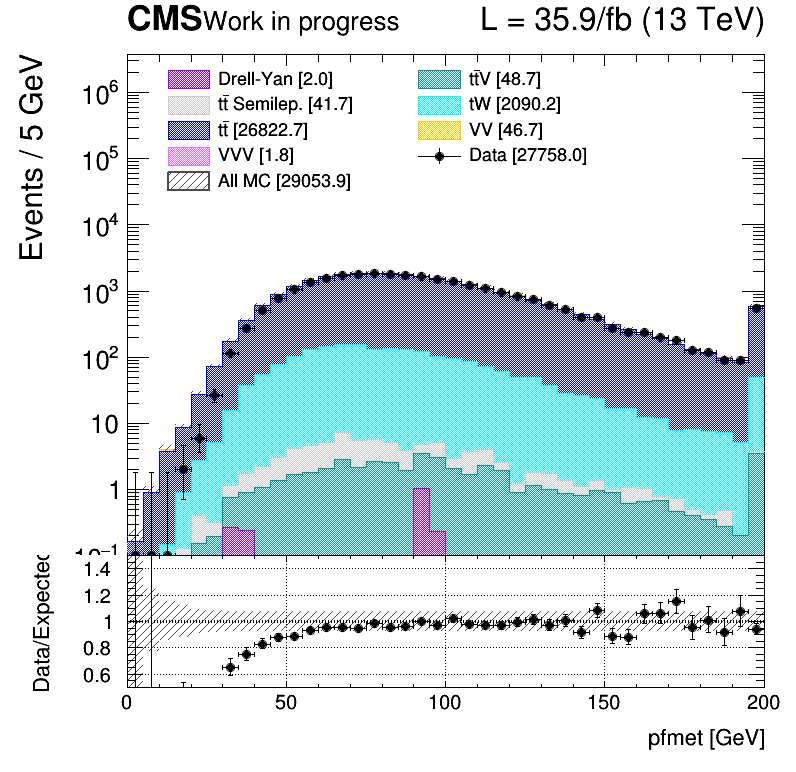 CMS Work in progress L = 35.9/fb (13 TeV)
Events / 5 GeV
Drell-Yan [2.0]
tt̄ Semilep. [41.7]
tt̄ [26822.7]
VVV [1.8]
All MC [29053.9]
tt̄V [48.7]
tW [2090.2]
VV [46.7]
Data [27758.0]
10⁶
10⁵
10⁴
10³
10²
10
1
10⁻¹
Data/Expected
1.4
1.2
1
0.8
0.6
0 50 100 150 200
pfmet [GeV]